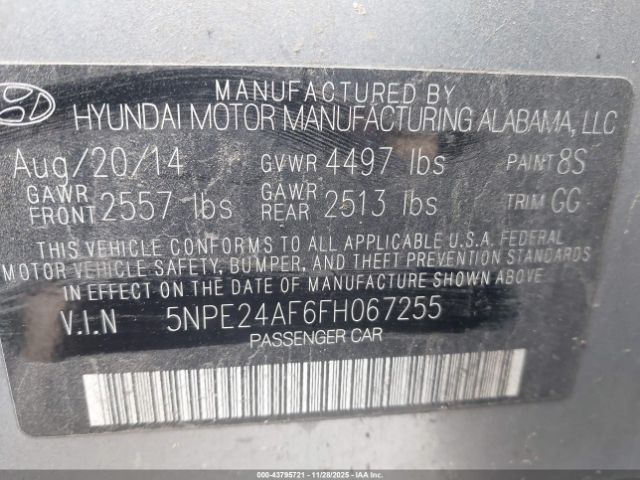 MANUFACTURED BY
HYUNDAI MOTOR MANUFACTURING ALABAMA, LLC
Aug/20/14 GVWR 4497 lbs PAINT 8S
GAWR FRONT 2557 lbs GAWR REAR 2513 lbs TRIM GG
THIS VEHICLE CONFORMS TO ALL APPLICABLE U.S.A. FEDERAL
MOTOR VEHICLE SAFETY, BUMPER, AND THEFT PREVENTION STANDARDS
IN EFFECT ON THE DATE OF MANUFACTURE SHOWN ABOVE
V.I.N 5NPE24AF6FH067255
PASSENGER CAR
000-43795721 - 11/28/2025 - IAAI.com